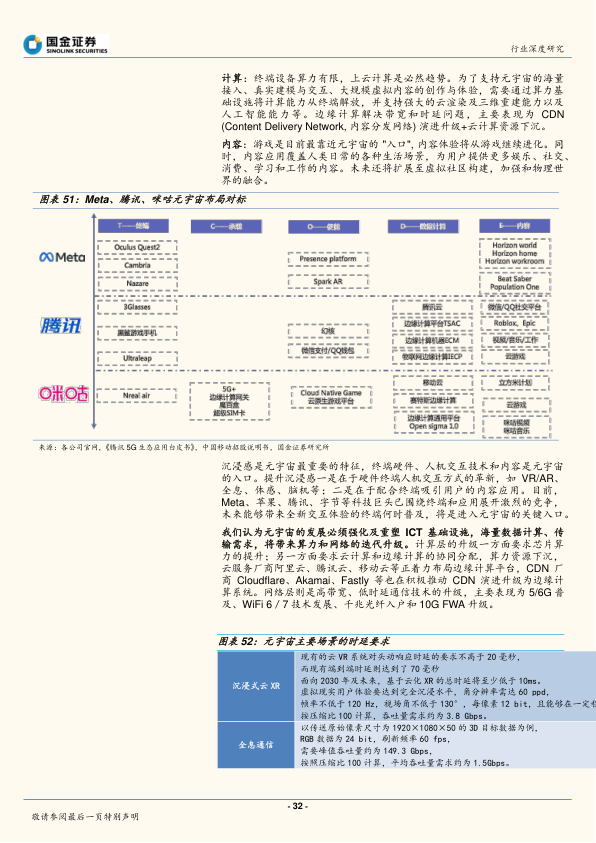 国金证券
SINOLINK SECURITIES
行业深度研究
计算：终端设备算力有限，上云计算是必然趋势。为了支持元宇宙的海量
接入、真实建模与交互、大规模虚拟内容的创作与体验，需要通过算力基
础设施将计算能力从终端解放，并支持强大的云渲染及三维重建能力以及
人工智能能力等。边缘计算解决带宽和时延问题，主要表现为 CDN
(Content Delivery Network, 内容分发网络) 演进升级+云计算资源下沉。
内容：游戏是目前最靠近元宇宙的 "入口", 内容体验将从游戏继续进化。同
时，内容应用覆盖人类日常的各种生活场景，为用户提供更多娱乐、社交、
消费、学习和工作的内容。未来还将扩展至虚拟社区构建，加强和物理世
界的融合。
图表 51：Meta、腾讯、咪咕元宇宙布局对标
T——终端
C——承载
O——使能
D——数据计算
E——内容
Meta
Oculus Quest2
Cambria
Nazare
Presence platform
Spark AR
Horizon world
Horizon home
Horizon workroom
Beat Saber
Population One
腾讯
3Glasses
黑鲨游戏手机
Ultraleap
幻核
微信支付/QQ钱包
腾讯云
边缘计算平台TSAC
边缘计算机器ECM
物联网边缘计算IECP
微信/QQ社交平台
Roblox，Epic
视频/音乐/工作
云游戏
咪咕
Nreal air
5G+
边缘计算网关
魔百盒
超级SIM卡
Cloud Native Game
云原生游戏平台
移动云
赛特斯边缘计算
边缘计算通用平台
Open sigma 1.0
立方米计划
云游戏
咪咕视频
咪咕音乐
来源：各公司官网，《腾讯 5G 生态应用白皮书》，中国移动招股说明书，国金证券研究所
沉浸感是元宇宙最重要的特征，终端硬件、人机交互技术和内容是元宇宙
的入口。提升沉浸感一是在于硬件终端人机交互方式的革新，如 VR/AR、
全息、体感、脑机等；二是在于配合终端吸引用户的内容应用。目前，
Meta、苹果、腾讯、字节等科技巨头已围绕终端和应用展开激烈的竞争，
未来能够带来全新交互体验的终端何时普及，将是进入元宇宙的关键入口。
我们认为元宇宙的发展必须强化及重塑 ICT 基础设施，海量数据计算、传
输需求，将带来算力和网络的迭代升级。计算层的升级一方面要求芯片算
力的提升；另一方面要求云计算和边缘计算的协同分配，算力资源下沉，
云服务厂商阿里云、腾讯云、移动云等正着力布局边缘计算平台，CDN 厂
商 Cloudflare、Akamai、Fastly 等也在积极推动 CDN 演进升级为边缘计
算系统。网络层则是高带宽、低时延通信技术的升级，主要表现为 5/6G 普
及、WiFi 6 / 7 技术发展、千兆光纤入户和 10G FWA 升级。
图表 52：元宇宙主要场景的时延要求
沉浸式云 XR
现有的云 VR 系统对头动响应时延的要求不高于 20 毫秒，
而现有端到端时延则达到了 70 毫秒
面向 2030 年及未来，基于云化 XR 的总时延将至少低于 10ms。
虚拟现实用户体验要达到完全沉浸水平，角分辨率需达 60 ppd，
帧率不低于 120 Hz，视场角不低于 130°，每像素 12 bit，且能够在一定程
按压缩比 100 计算，吞吐量需求约为 3.8 Gbps。
全息通信
以传送原始像素尺寸为 1920×1080×50 的 3D 目标数据为例，
RGB 数据为 24 bit，刷新频率 60 fps，
需要峰值吞吐量约为 149.3 Gbps，
按照压缩比 100 计算，平均吞吐量需求约为 1.5Gbps。
- 32 -
敬请参阅最后一页特别声明